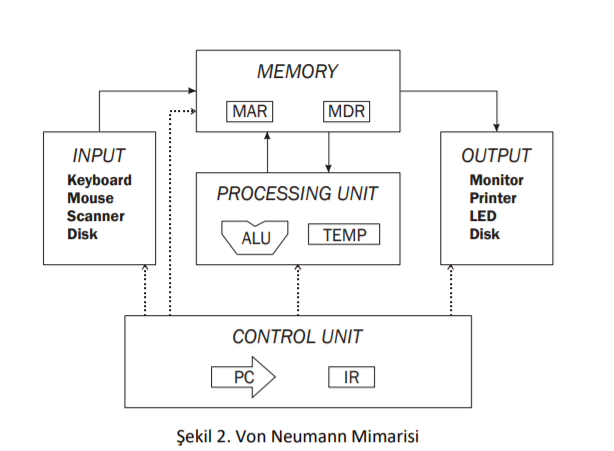 MEMORY
MAR
MDR
INPUT
Keyboard
Mouse
Scanner
Disk
PROCESSING UNIT
ALU
TEMP
OUTPUT
Monitor
Printer
LED
Disk
CONTROL UNIT
PC
IR
Şekil 2. Von Neumann Mimarisi